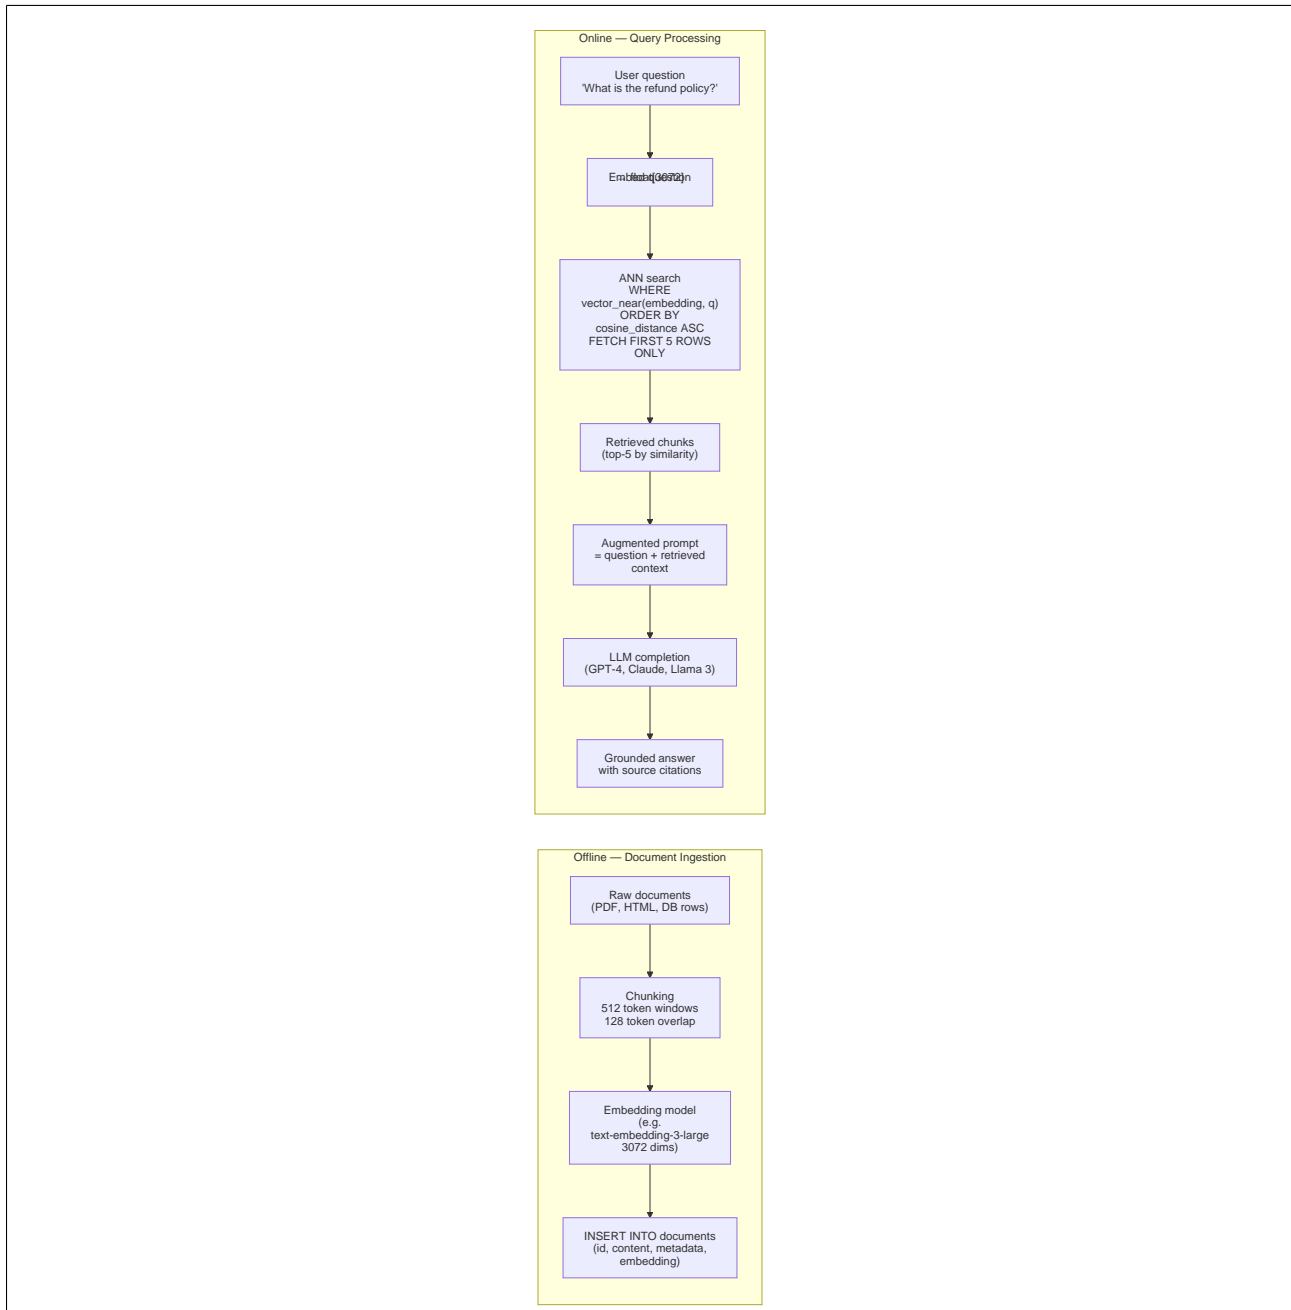 Online — Query Processing
User question
'What is the refund policy?'
Embed question
float[3072]
ANN search
WHERE
vector_near(embedding, q)
ORDER BY
cosine_distance ASC
FETCH FIRST 5 ROWS
ONLY
Retrieved chunks
(top-5 by similarity)
Augmented prompt
= question + retrieved
context
LLM completion
(GPT-4, Claude, Llama 3)
Grounded answer
with source citations
Offline — Document Ingestion
Raw documents
(PDF, HTML, DB rows)
Chunking
512 token windows
128 token overlap
Embedding model
(e.g.
text-embedding-3-large
3072 dims)
INSERT INTO documents
(id, content, metadata,
embedding)